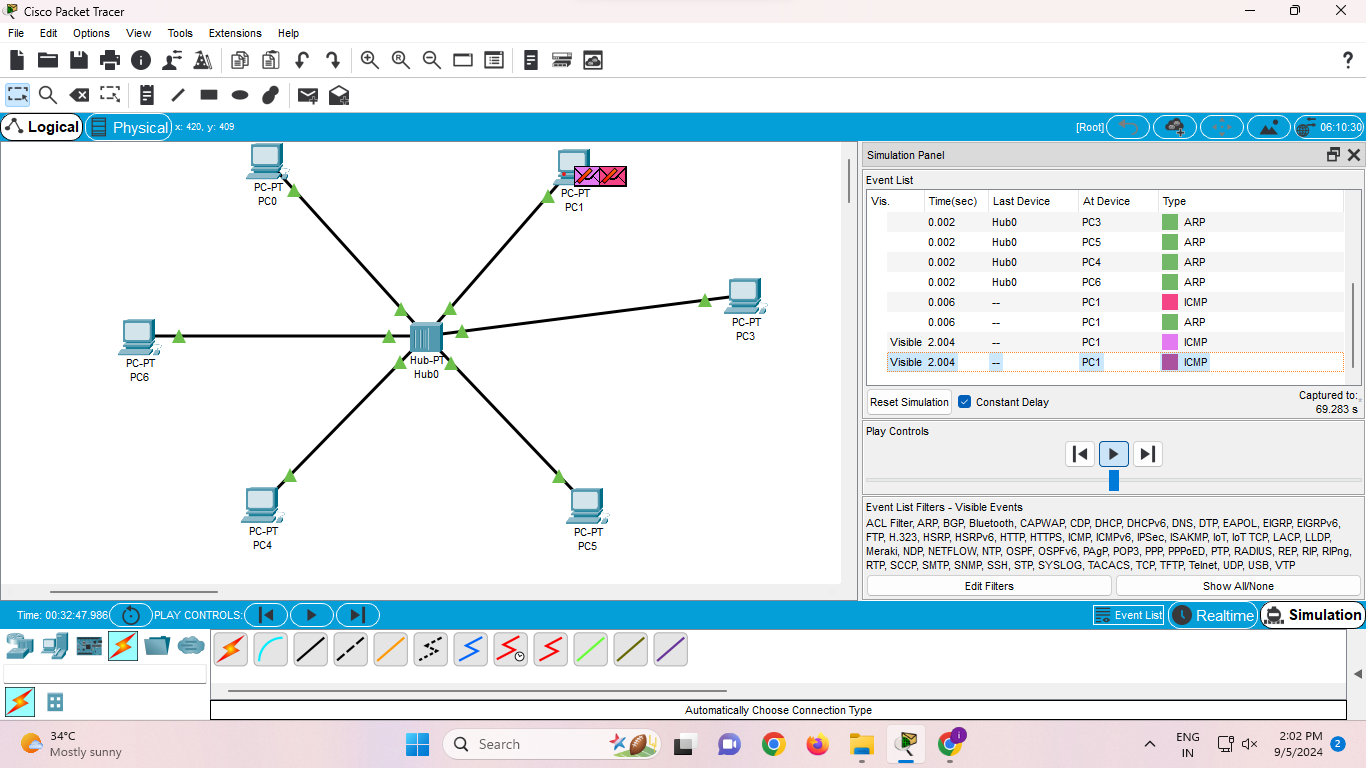 Cisco Packet Tracer
File Edit Options View Tools Extensions Help
?
Logical Physical x: 420, y: 409 [Root] 06:10:30
PC-PT
PC0
PC-PT
PC1
PC-PT
PC3
PC-PT
PC6
Hub-PT
Hub0
PC-PT
PC4
PC-PT
PC5
Simulation Panel
Event List
Vis. Time(sec) Last Device At Device Type
0.002 Hub0 PC3 ARP
0.002 Hub0 PC5 ARP
0.002 Hub0 PC4 ARP
0.002 Hub0 PC6 ARP
0.006 -- PC1 ICMP
0.006 -- PC1 ARP
Visible 2.004 -- PC1 ICMP
Visible 2.004 -- PC1 ICMP
Reset Simulation Constant Delay Captured to:
69.283 s
Play Controls
Event List Filters - Visible Events
ACL Filter, ARP, BGP, Bluetooth, CAPWAP, CDP, DHCP, DHCPv6, DNS, DTP, EAPOL, EIGRP, EIGRPv6,
FTP, H.323, HSRP, HSRPv6, HTTP, HTTPS, ICMP, ICMPv6, IPSec, ISAKMP, IoT, IoT TCP, LACP, LLDP,
Meraki, NDP, NETFLOW, NTP, OSPF, OSPFv6, PAgP, POP3, PPP, PPPoED, PTP, RADIUS, REP, RIP, RIPng,
RTP, SCCP, SMTP, SNMP, SSH, STP, SYSLOG, TACACS, TCP, TFTP, Telnet, UDP, USB, VTP
Edit Filters Show All/None
Time: 00:32:47.986 PLAY CONTROLS: Event List Realtime Simulation
Automatically Choose Connection Type
34°C
Mostly sunny
Search
ENG
IN
2:02 PM
9/5/2024
2